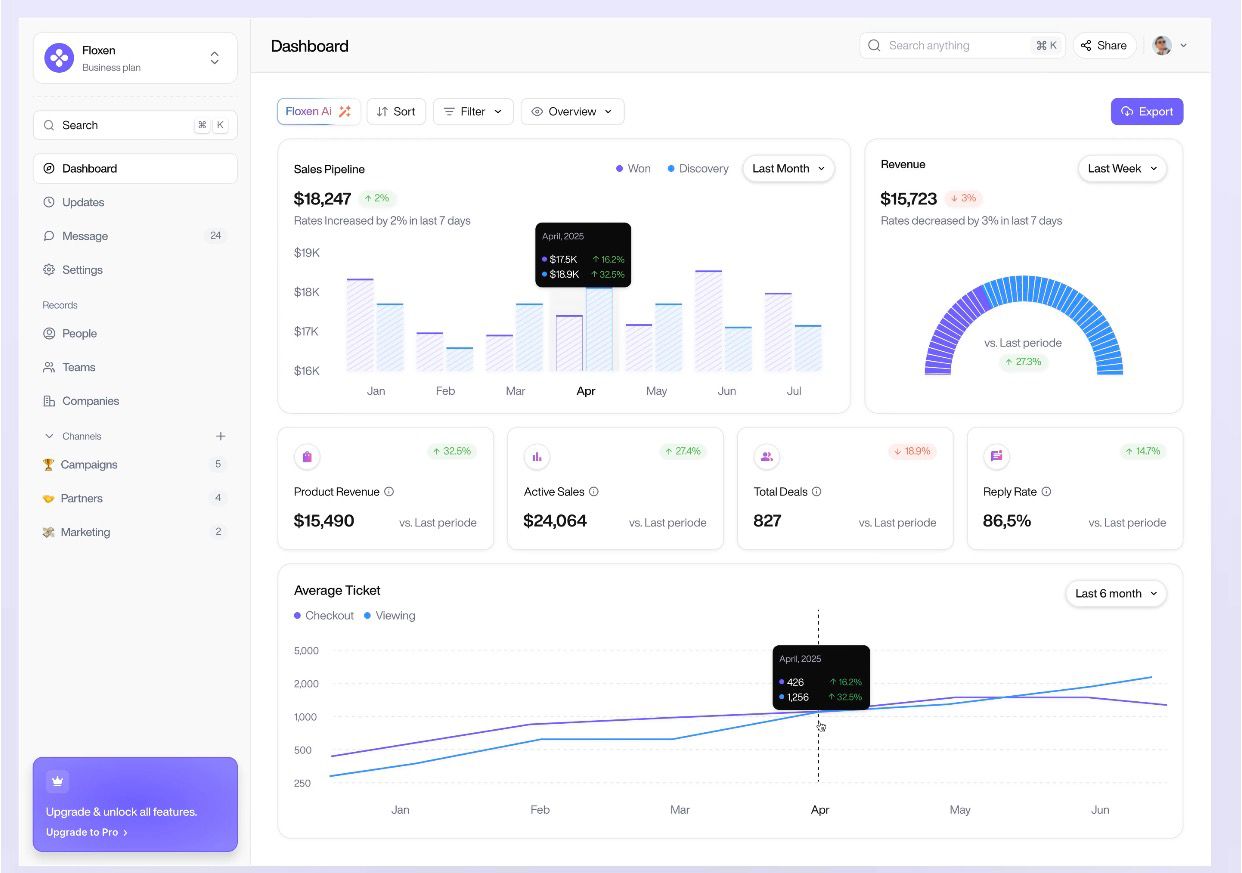 Floxen
Business plan
Search ⌘ K
Dashboard
Updates
Message 24
Settings
Records
People
Teams
Companies
Channels
Campaigns 5
Partners 4
Marketing 2
Upgrade & unlock all features.
Upgrade to Pro ›
Dashboard
Search anything ⌘ K
Share
Floxen Ai
Sort
Filter
Overview
Export
Sales Pipeline
Won Discovery
Last Month
$18,247 ↑ 2%
Rates Increased by 2% in last 7 days
$19K
$18K
$17K
$16K
April, 2025
$17.5K ↑ 16.2%
$18.9K ↑ 32.5%
Jan Feb Mar Apr May Jun Jul
Revenue
Last Week
$15,723 ↓ 3%
Rates decreased by 3% in last 7 days
vs. Last periode
↑ 27.3%
↑ 32.5%
Product Revenue
$15,490 vs. Last periode
↑ 27.4%
Active Sales
$24,064 vs. Last periode
↓ 18.9%
Total Deals
827 vs. Last periode
↑ 14.7%
Reply Rate
86,5% vs. Last periode
Average Ticket
Last 6 month
Checkout Viewing
5,000
2,000
1,000
500
250
April, 2025
426 ↑ 16.2%
1,256 ↑ 32.5%
Jan Feb Mar Apr May Jun